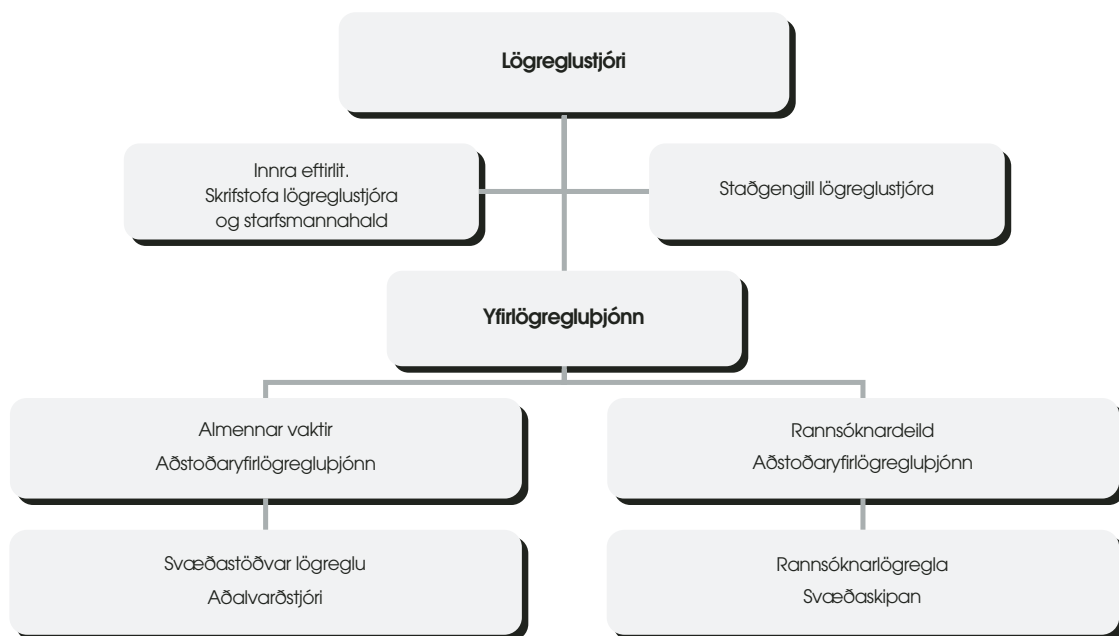 Lögreglustjóri
Innra eftirlit.
Skrifstofa lögreglustjóra
og starfsmannahald
Staðgengill lögreglustjóra
Yfirlögregluþjónn
Almennar vaktir
Aðstoðaryfirlögregluþjónn
Rannsóknardeild
Aðstoðaryfirlögregluþjónn
Svæðastöðvar lögreglu
Aðalvarðstjóri
Rannsóknarlögregla
Svæðaskipan